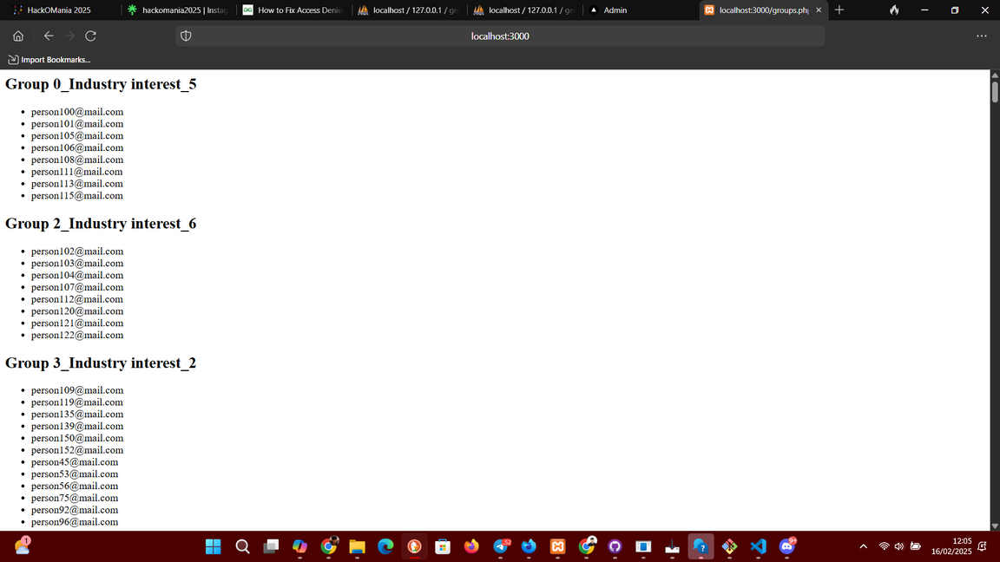 HackOMania 2025
hackomania2025 | Instag
How to Fix Access Denie
localhost / 127.0.0.1 / ge
localhost / 127.0.0.1 / ge
Admin
localhost:3000/groups.php
localhost:3000
Import Bookmarks...
Group 0_Industry interest_5
person100@mail.com
person101@mail.com
person105@mail.com
person106@mail.com
person108@mail.com
person111@mail.com
person113@mail.com
person115@mail.com
Group 2_Industry interest_6
person102@mail.com
person103@mail.com
person104@mail.com
person107@mail.com
person112@mail.com
person120@mail.com
person121@mail.com
person122@mail.com
Group 3_Industry interest_2
person109@mail.com
person119@mail.com
person135@mail.com
person139@mail.com
person150@mail.com
person152@mail.com
person45@mail.com
person53@mail.com
person56@mail.com
person75@mail.com
person92@mail.com
person96@mail.com
1
12:05
16/02/2025